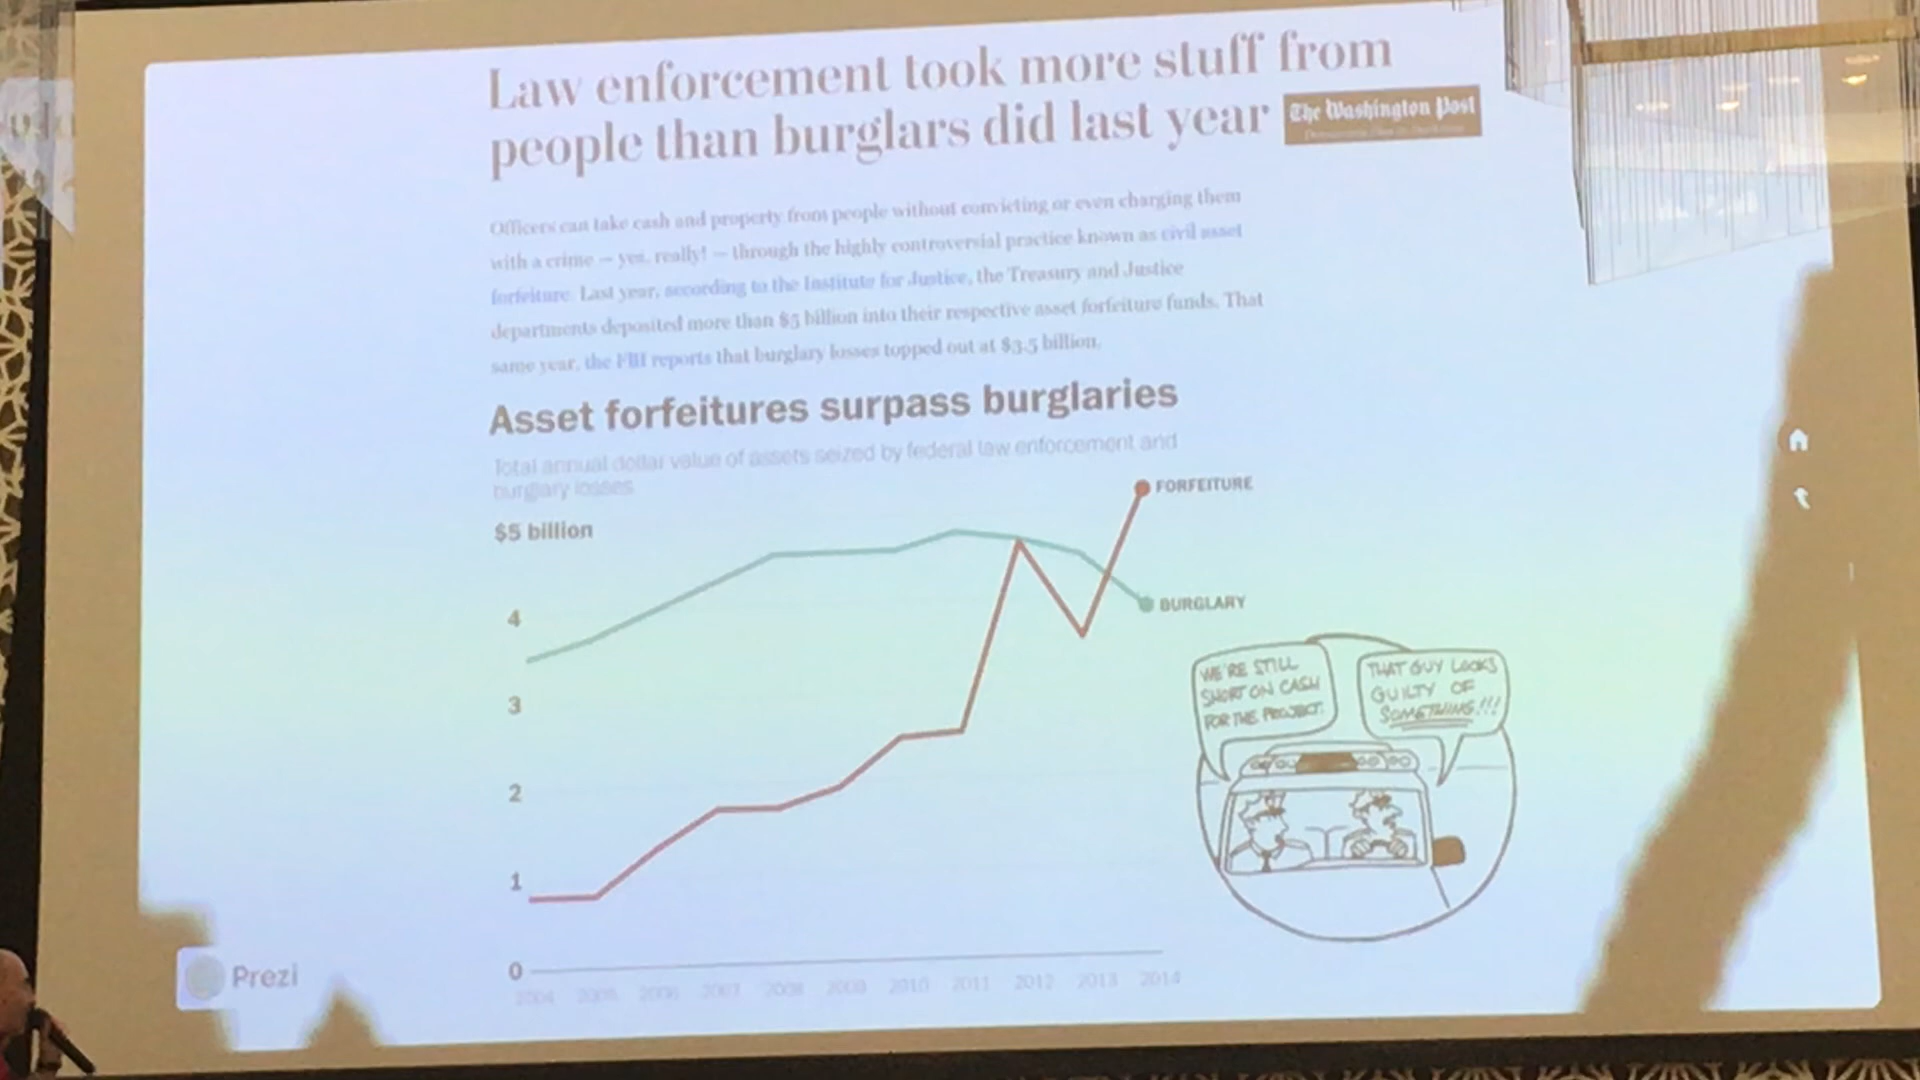 Law enforcement took more stuff from
people than burglars did last year
The Washington Post
Officers can take cash and property from people without convicting or even charging them
with a crime — yes, really! — through the highly controversial practice known as civil asset
forfeiture. Last year, according to the Institute for Justice, the Treasury and Justice
departments deposited more than $5 billion into their respective asset forfeiture funds. That
same year, the FBI reports that burglary losses topped out at $3.5 billion.
Asset forfeitures surpass burglaries
Total annual dollar value of assets seized by federal law enforcement and
burglary losses
FORFEITURE
$5 billion
BURGLARY
4
3
2
1
0
2004 2005 2006 2007 2008 2009 2010 2011 2012 2013 2014
WE'RE STILL
SHORT ON CASH
FOR THE PROJECT.
THAT GUY LOOKS
GUILTY OF
SOMETHING!!!
Prezi